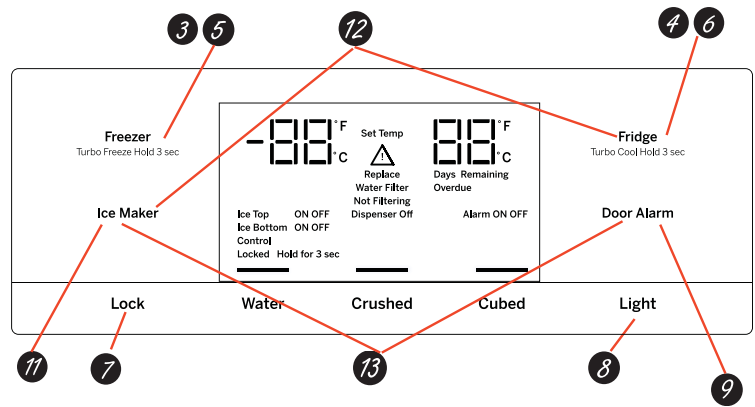 3 5 12 4 6
Freezer
Turbo Freeze Hold 3 sec
-88°F
°C
Set Temp
88°F
°C
Fridge
Turbo Cool Hold 3 sec
Replace
Water Filter
Not Filtering
Dispenser Off
Days Remaining
Overdue
Ice Maker
Ice Top ON OFF
Ice Bottom ON OFF
Control
Locked Hold for 3 sec
Alarm ON OFF
Door Alarm
Lock Water Crushed Cubed Light
11 7 13 8 9